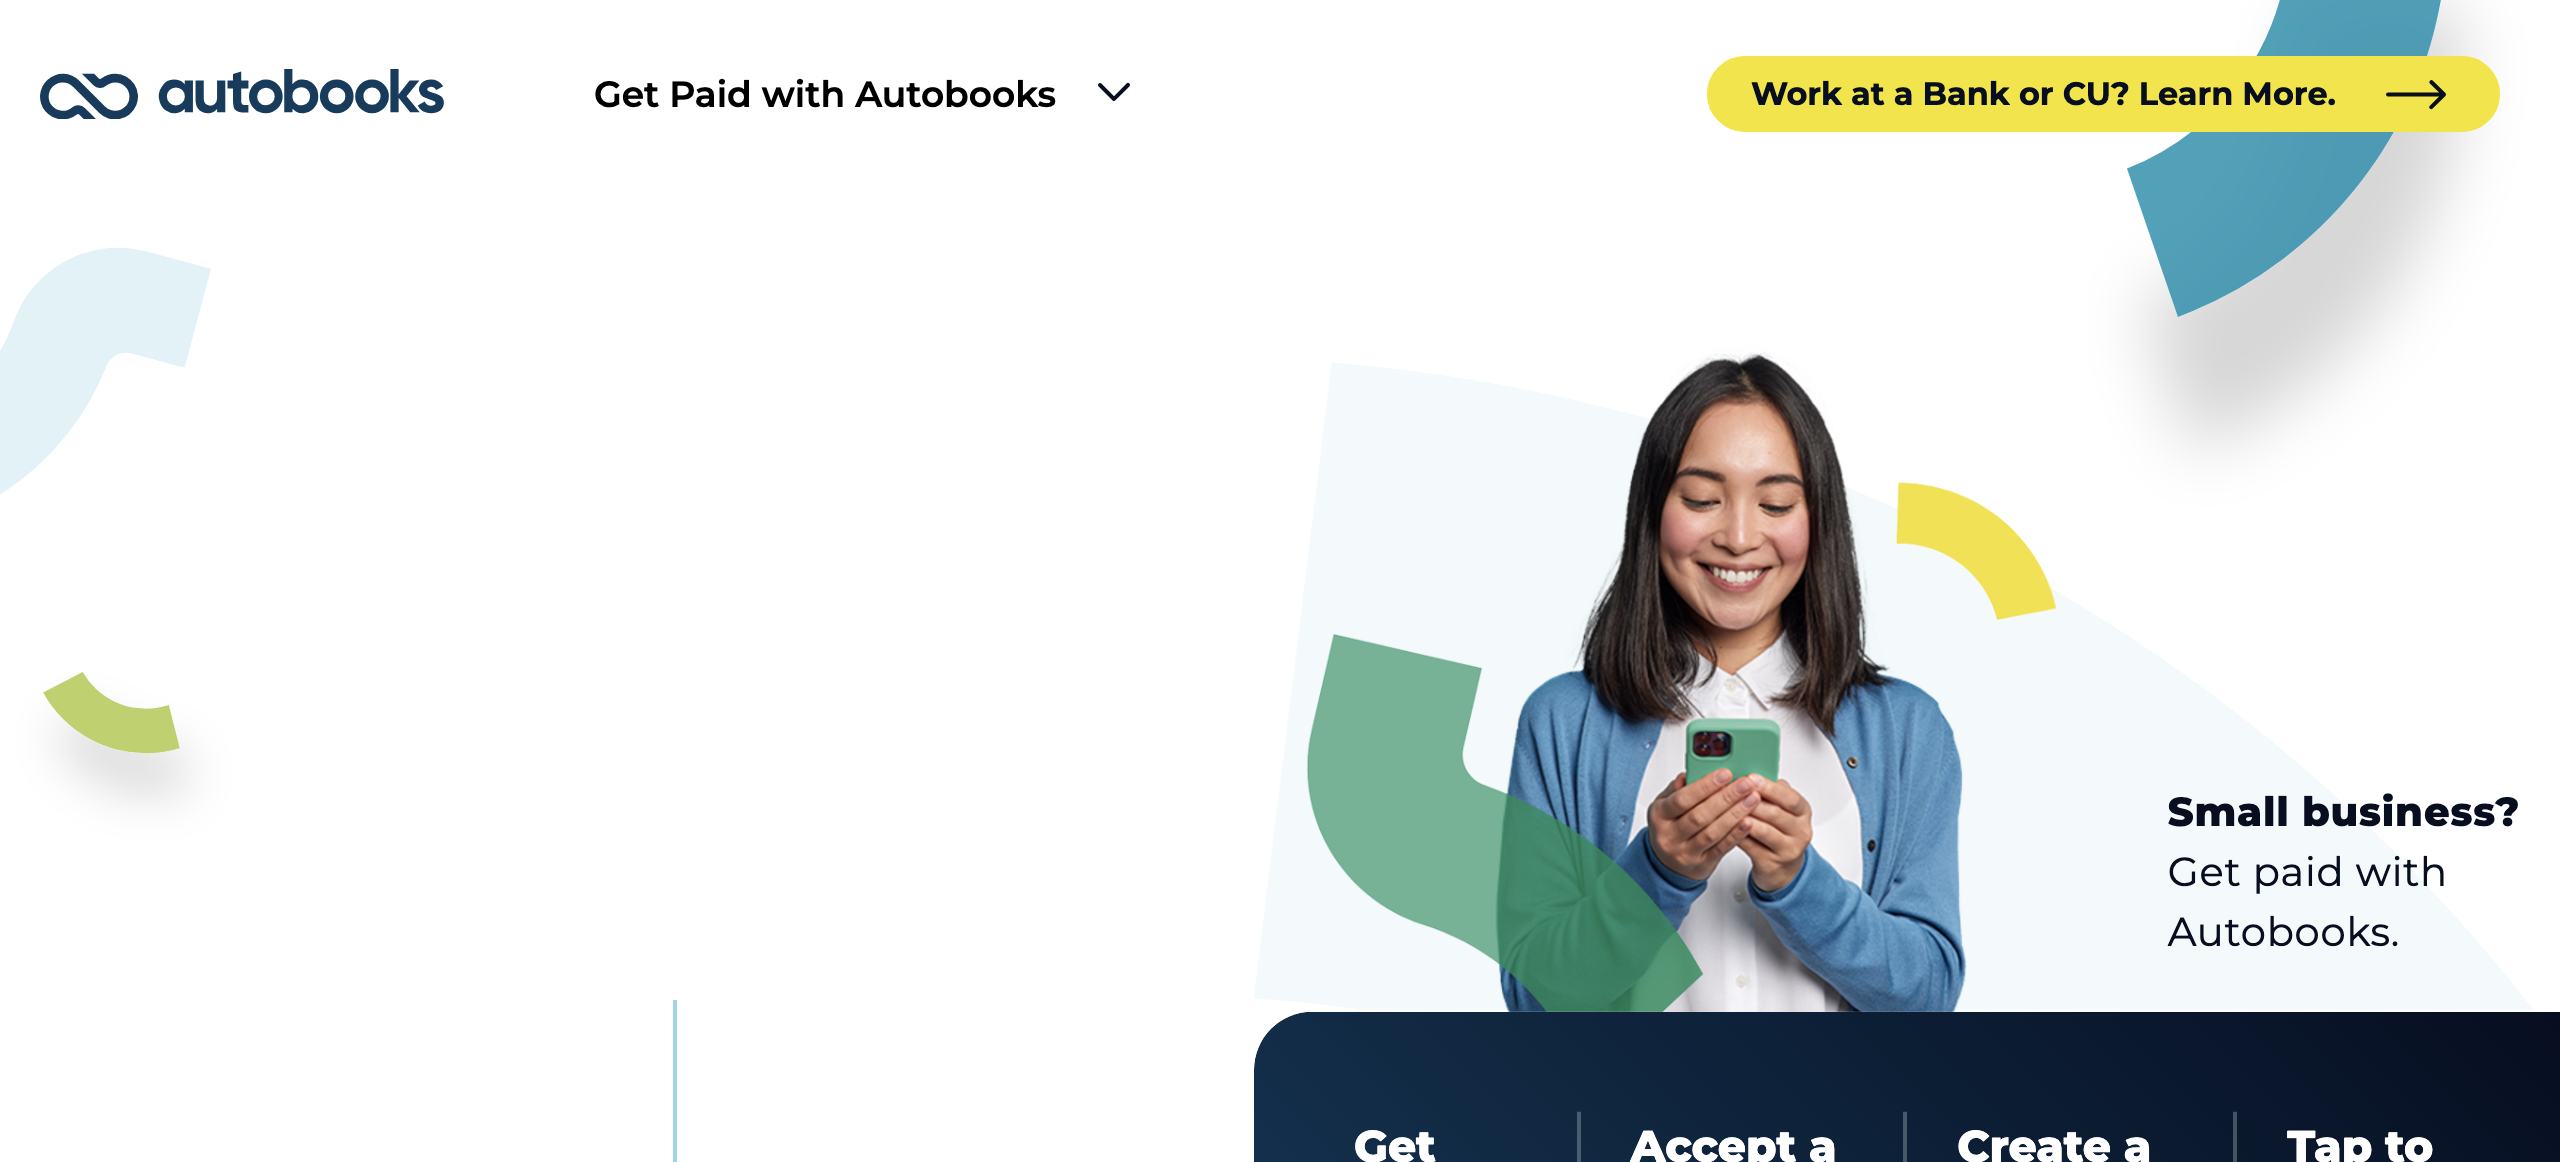 autobooks
Get Paid with Autobooks
Work at a Bank or CU? Learn More.
Small business?
Get paid with
Autobooks.
Get
Accept a
Create a
Tap to